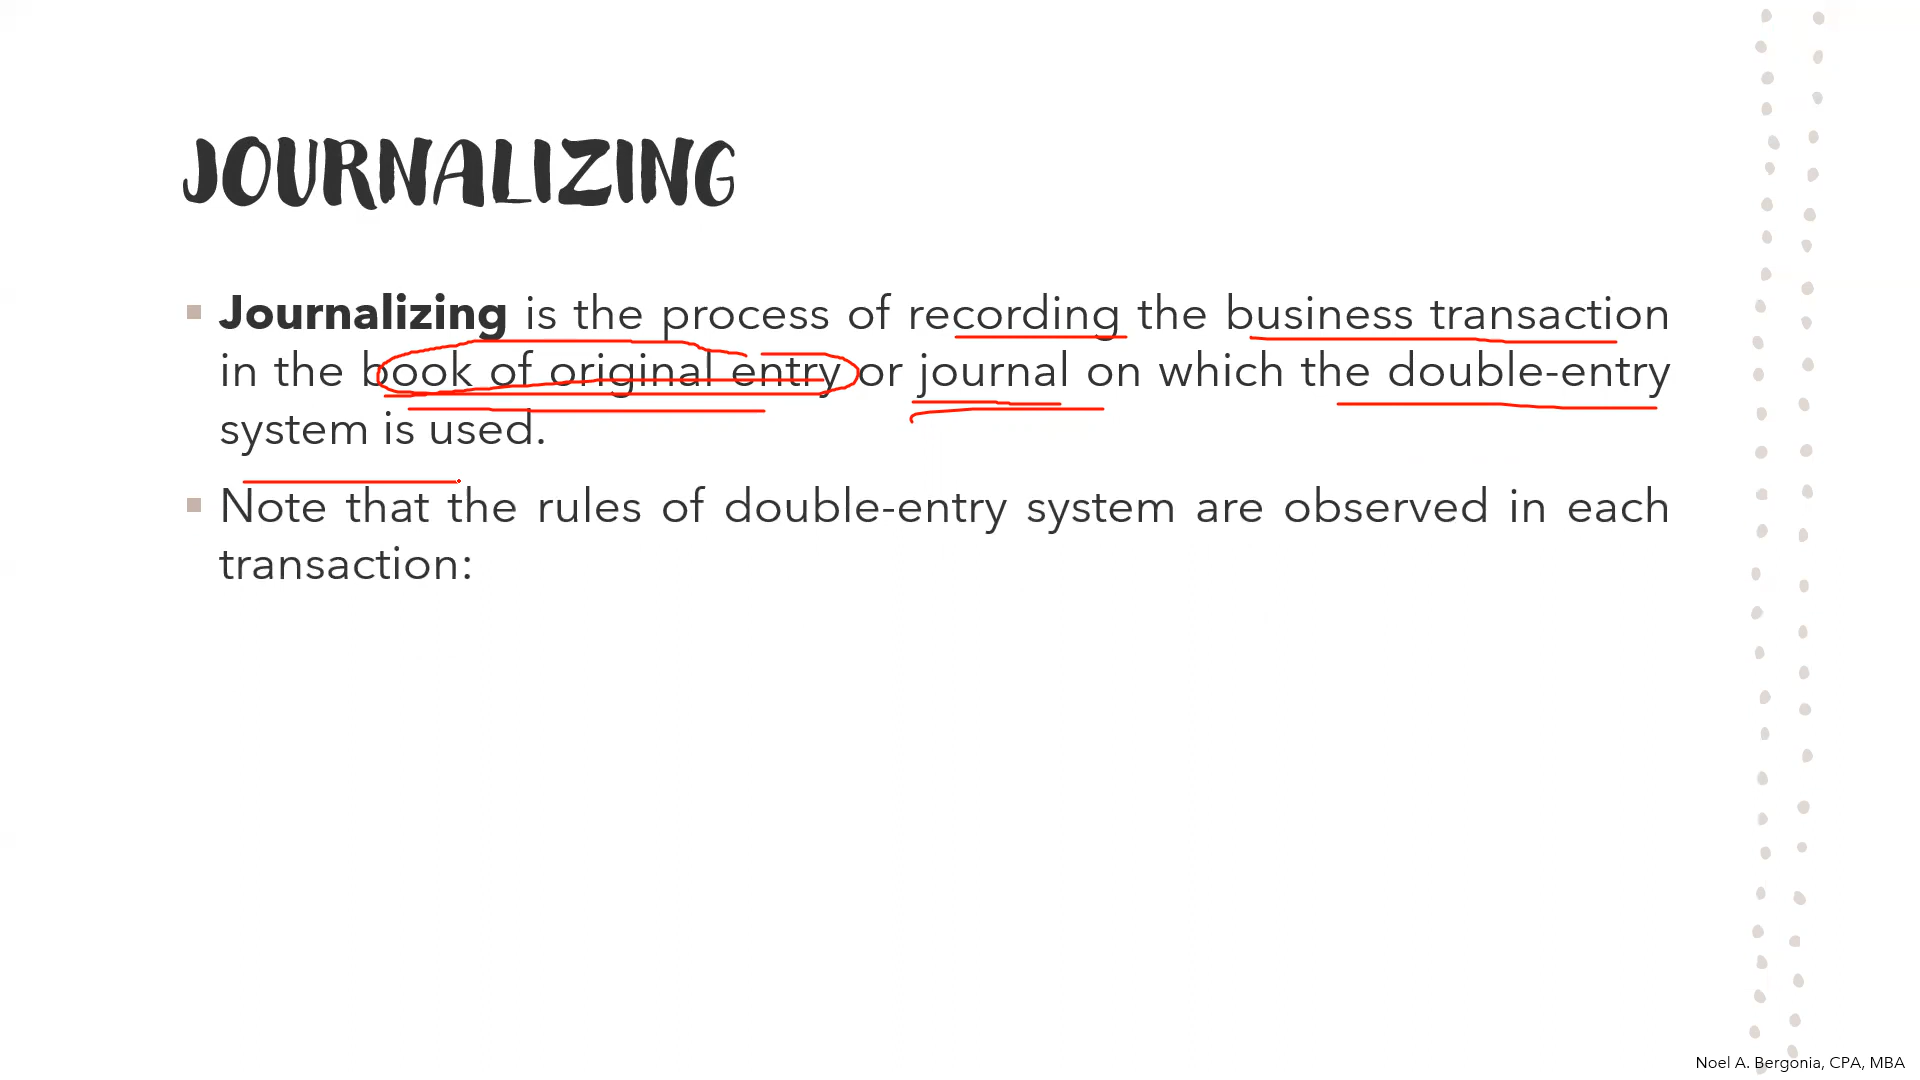 JOURNALIZING
Journalizing is the process of recording the business transaction
in the book of original entry or journal on which the double-entry
system is used.
Note that the rules of double-entry system are observed in each
transaction:
Noel A. Bergonia, CPA, MBA